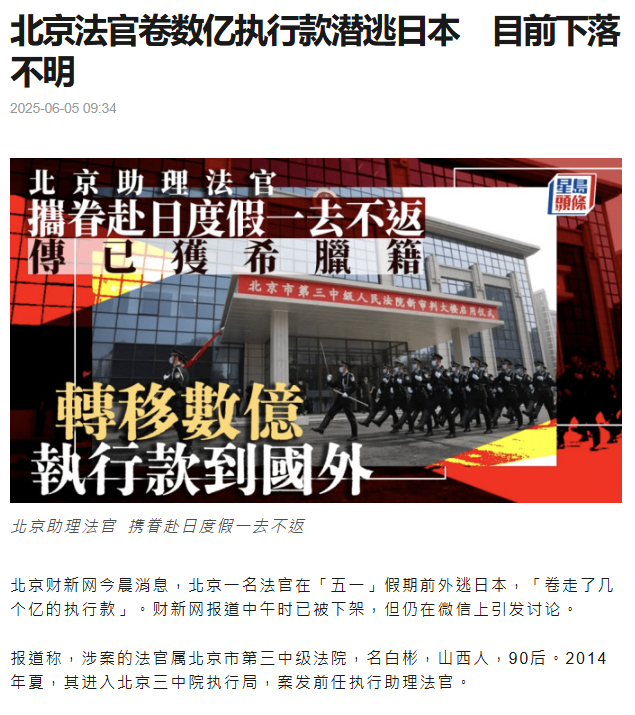 北京法官卷数亿执行款潜逃日本　目前下落
不明
2025-06-05 09:34
北京助理法官
攜眷赴日度假一去不返
傳已獲希臘籍
星島
頭條
北京市第三中級人民法院新审判大楼启用仪式
轉移數億
執行款到國外
北京助理法官 携眷赴日度假一去不返
北京财新网今晨消息，北京一名法官在「五一」假期前外逃日本，「卷走了几
个亿的执行款」。财新网报道中午时已被下架，但仍在微信上引发讨论。
报道称，涉案的法官属北京市第三中级法院，名白彬，山西人，90后。2014
年夏，其进入北京三中院执行局，案发前任执行助理法官。